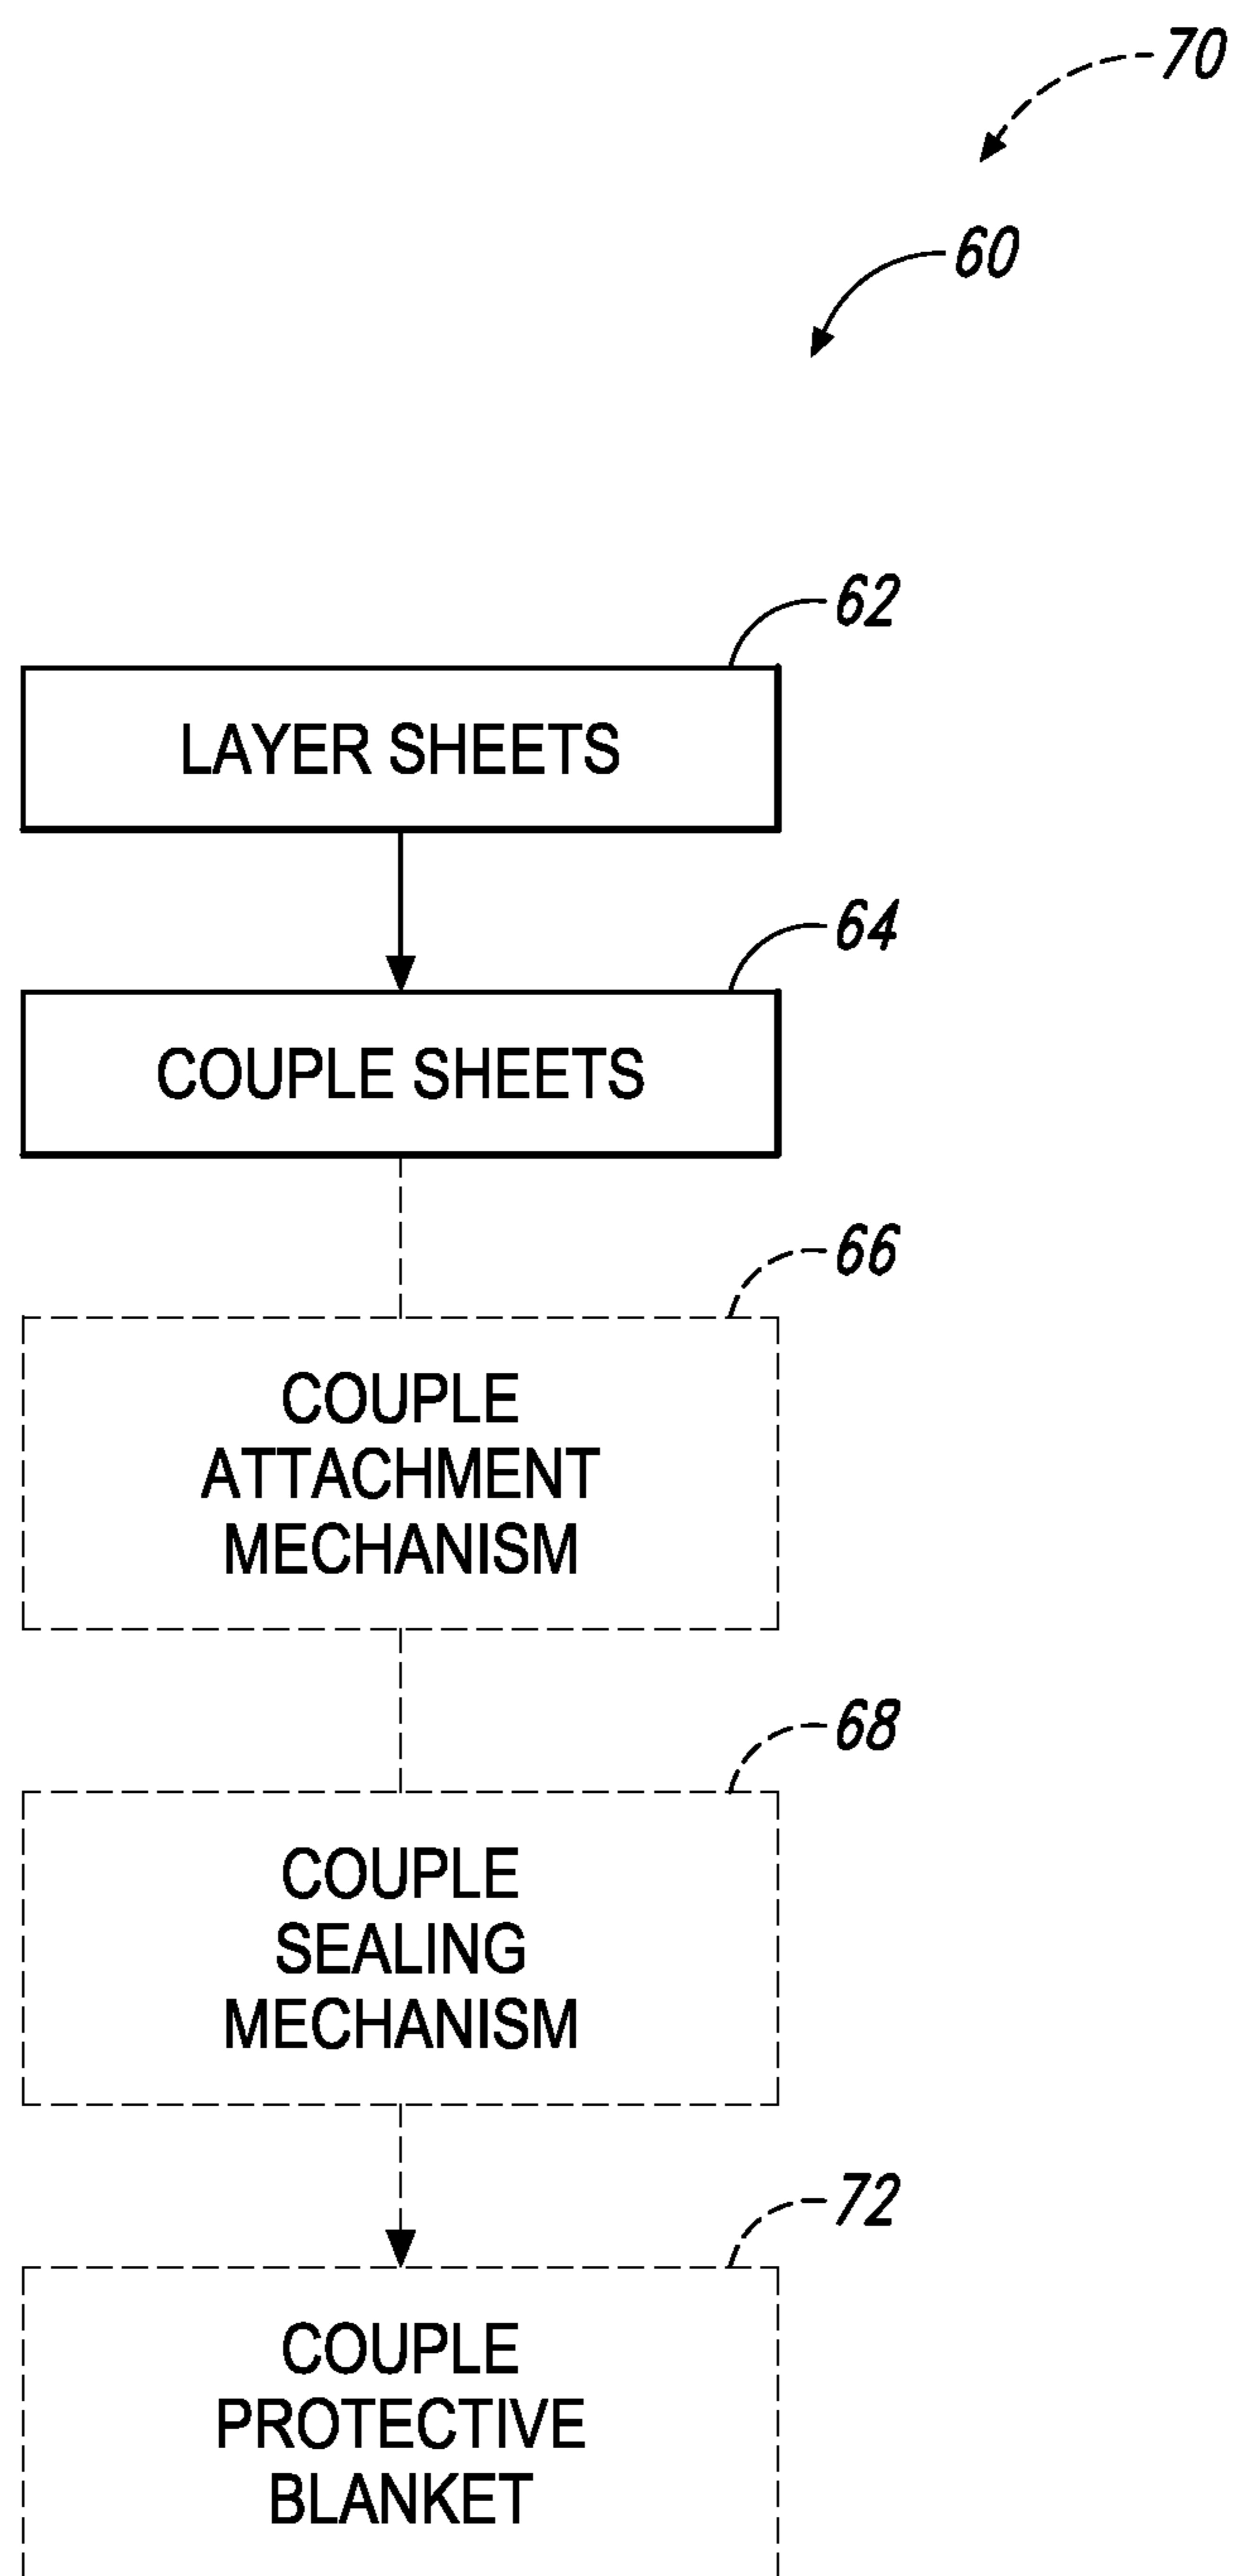 70
60
62
LAYER SHEETS
64
COUPLE SHEETS
66
COUPLE
ATTACHMENT
MECHANISM
68
COUPLE
SEALING
MECHANISM
72
COUPLE
PROTECTIVE
BLANKET